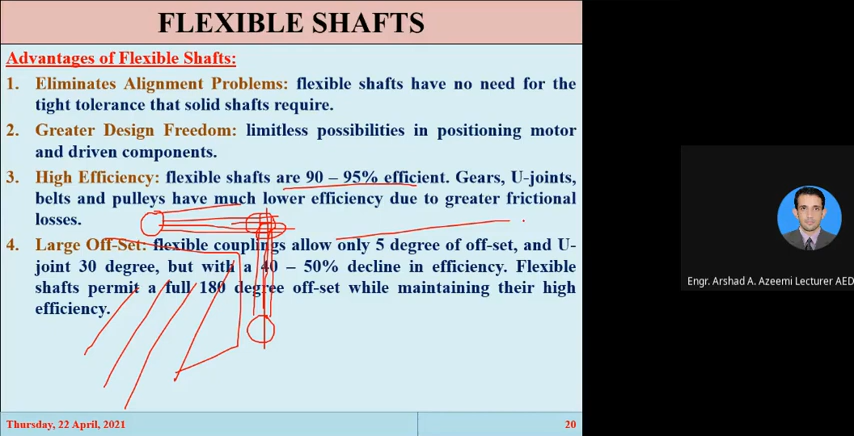 FLEXIBLE SHAFTS
Advantages of Flexible Shafts:
1. Eliminates Alignment Problems: flexible shafts have no need for the
tight tolerance that solid shafts require.
2. Greater Design Freedom: limitless possibilities in positioning motor
and driven components.
3. High Efficiency: flexible shafts are 90 – 95% efficient. Gears, U-joints,
belts and pulleys have much lower efficiency due to greater frictional
losses.
4. Large Off-Set: flexible couplings allow only 5 degree of off-set, and U-
joint 30 degree, but with a 40 – 50% decline in efficiency. Flexible
shafts permit a full 180 degree off-set while maintaining their high
efficiency.
Thursday, 22 April, 2021
20
Engr. Arshad A. Azeemi Lecturer AED